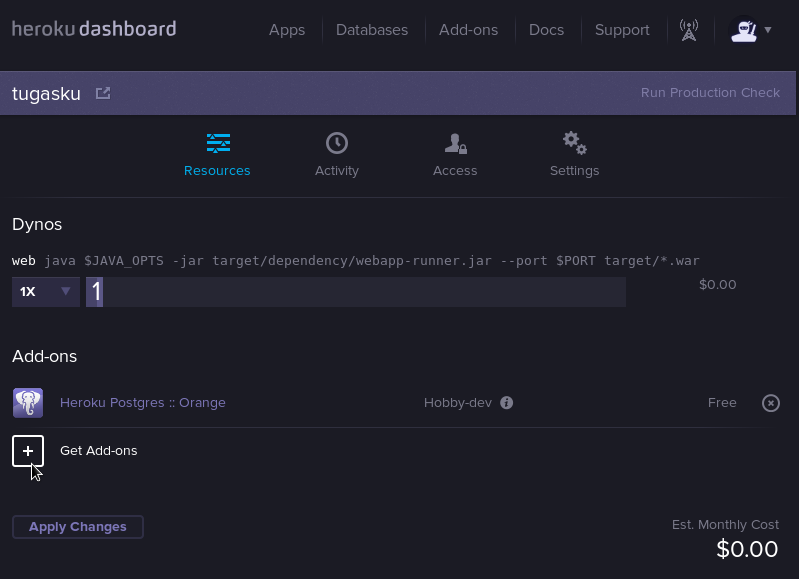 heroku dashboard Apps Databases Add-ons Docs Support
tugasku Run Production Check
Resources Activity Access Settings
Dynos
web java $JAVA_OPTS -jar target/dependency/webapp-runner.jar --port $PORT target/*.war
1X 1 $0.00
Add-ons
Heroku Postgres :: Orange Hobby-dev Free
Get Add-ons
Apply Changes Est. Monthly Cost
$0.00